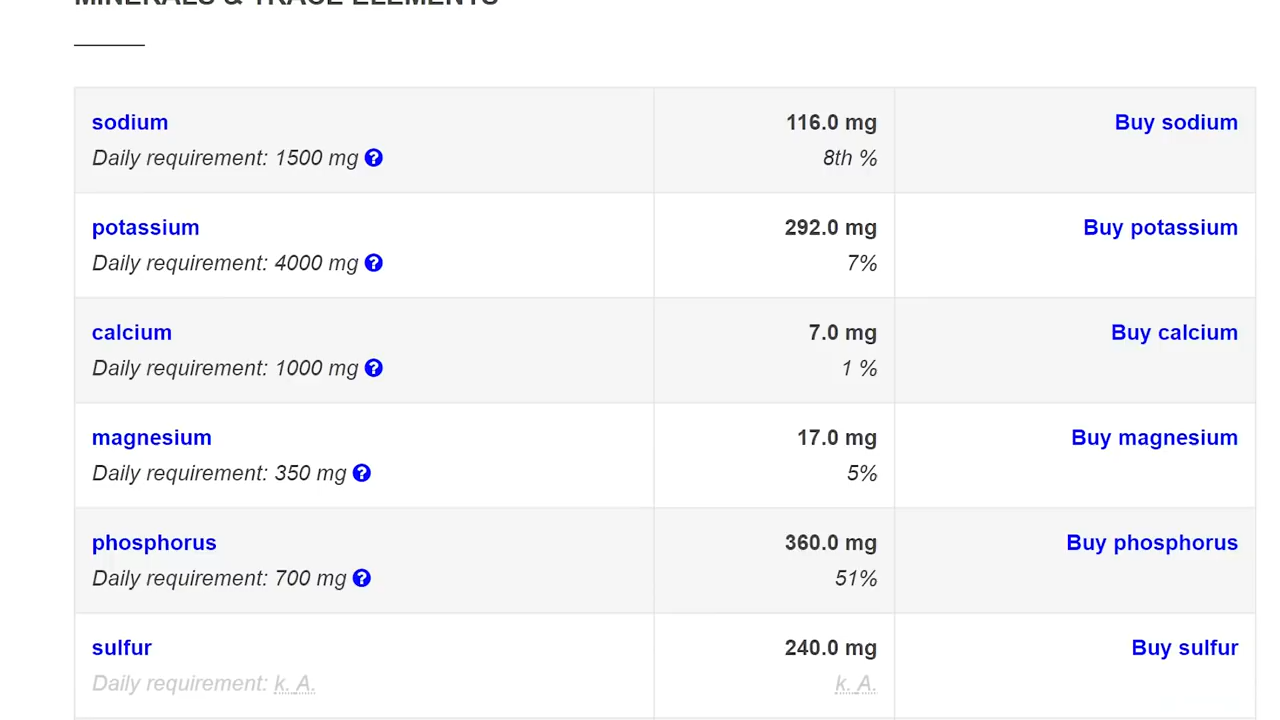 MINERALS & TRACE ELEMENTS
sodium 116.0 mg Buy sodium
Daily requirement: 1500 mg ? 8th %
potassium 292.0 mg Buy potassium
Daily requirement: 4000 mg ? 7%
calcium 7.0 mg Buy calcium
Daily requirement: 1000 mg ? 1 %
magnesium 17.0 mg Buy magnesium
Daily requirement: 350 mg ? 5%
phosphorus 360.0 mg Buy phosphorus
Daily requirement: 700 mg ? 51%
sulfur 240.0 mg Buy sulfur
Daily requirement: k. A. k. A.